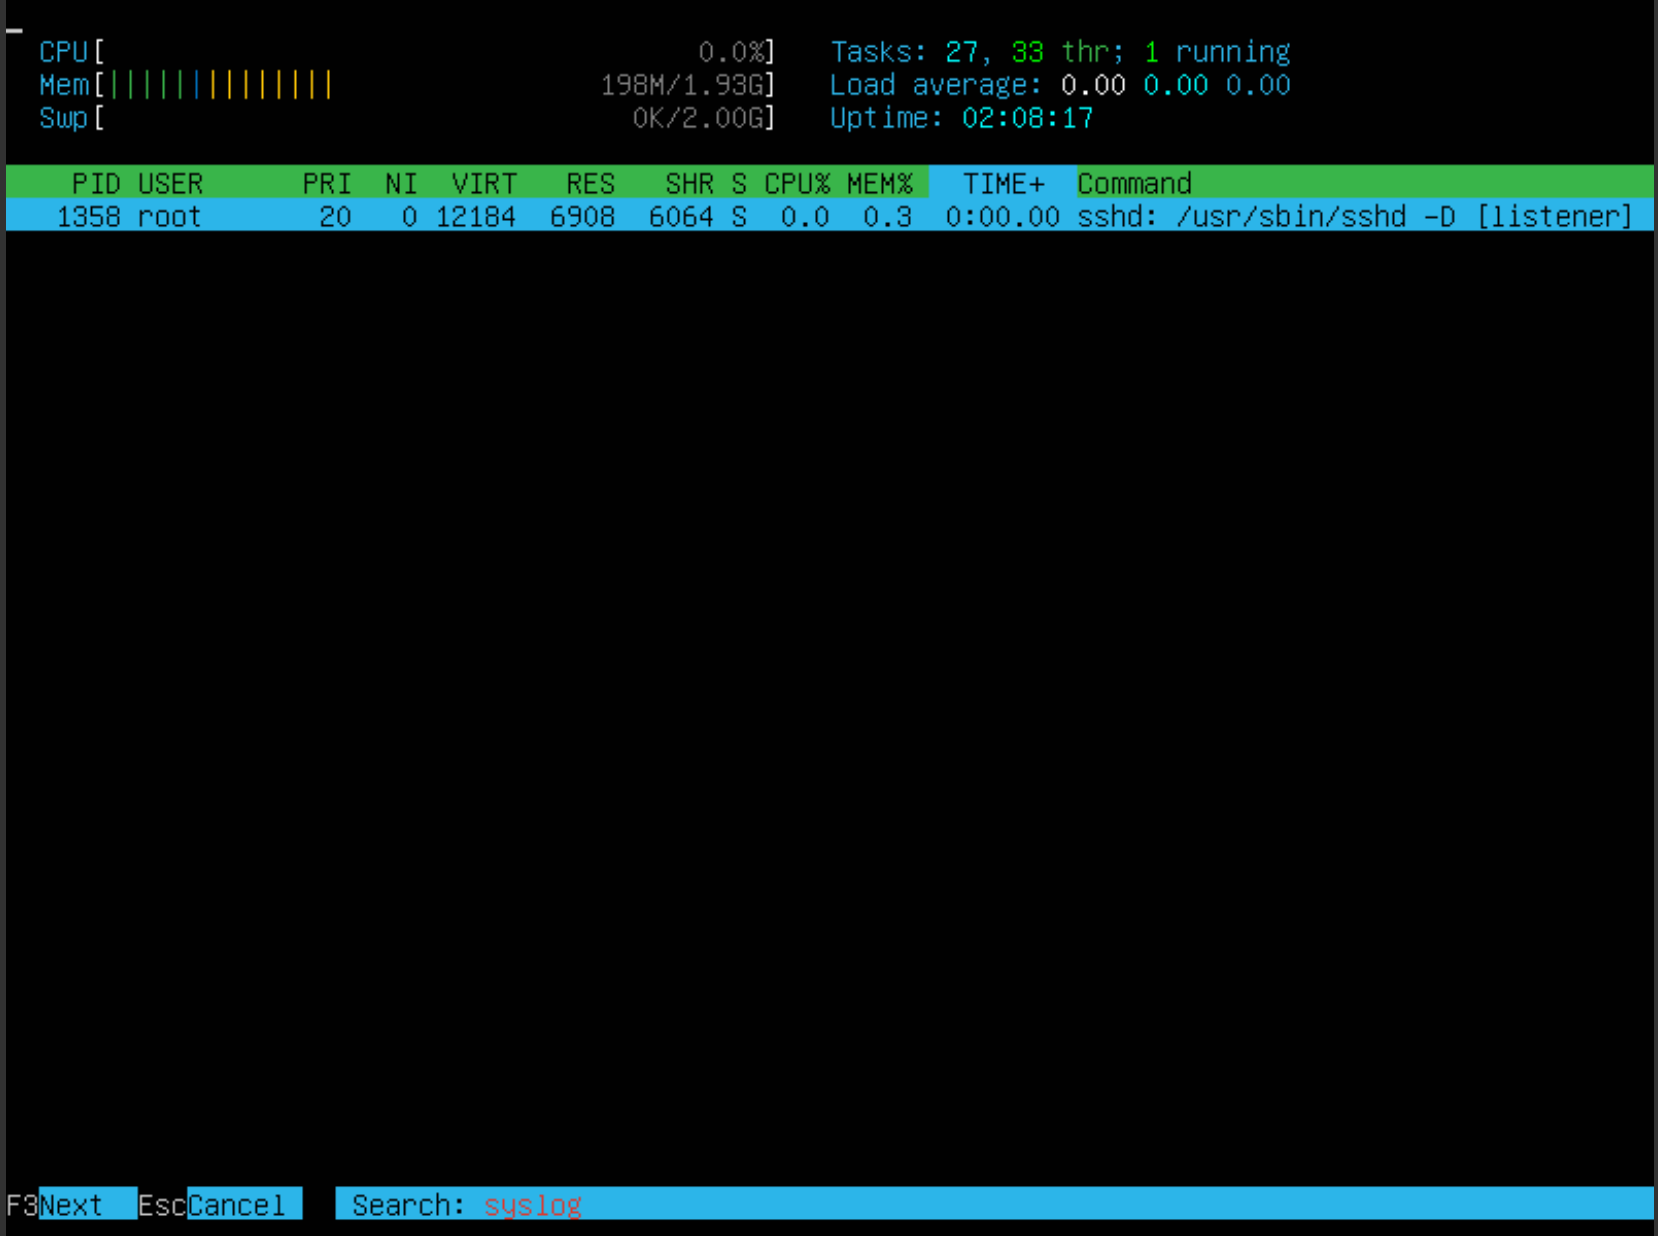 CPU[ 0.0%] Tasks: 27, 33 thr; 1 running
Mem[|||||||||||||| 198M/1.93G] Load average: 0.00 0.00 0.00
Swp[ 0K/2.00G] Uptime: 02:08:17
PID USER PRI NI VIRT RES SHR S CPU% MEM% TIME+ Command
1358 root 20 0 12184 6908 6064 S 0.0 0.3 0:00.00 sshd: /usr/sbin/sshd -D [listener]
F3Next EscCancel Search: syslog